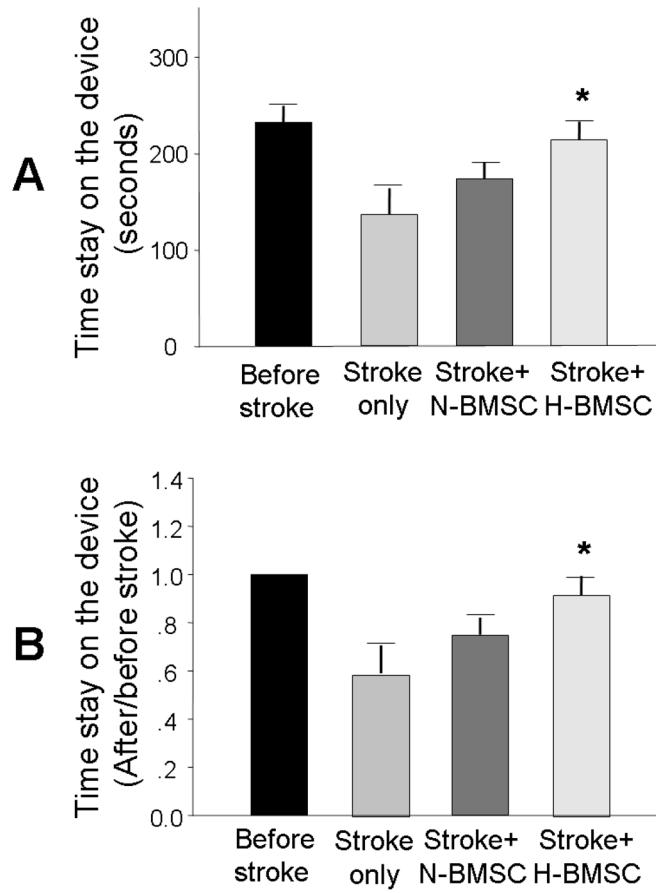 A
Time stay on the device
(seconds)
300
200
100
0
*
Before
stroke
Stroke
only
Stroke+
N-BMSC
Stroke+
H-BMSC
B
Time stay on the device
(After/before stroke)
1.4
1.2
1.0
.8
.6
.4
.2
0.0
*
Before
stroke
Stroke
only
Stroke+
N-BMSC
Stroke+
H-BMSC